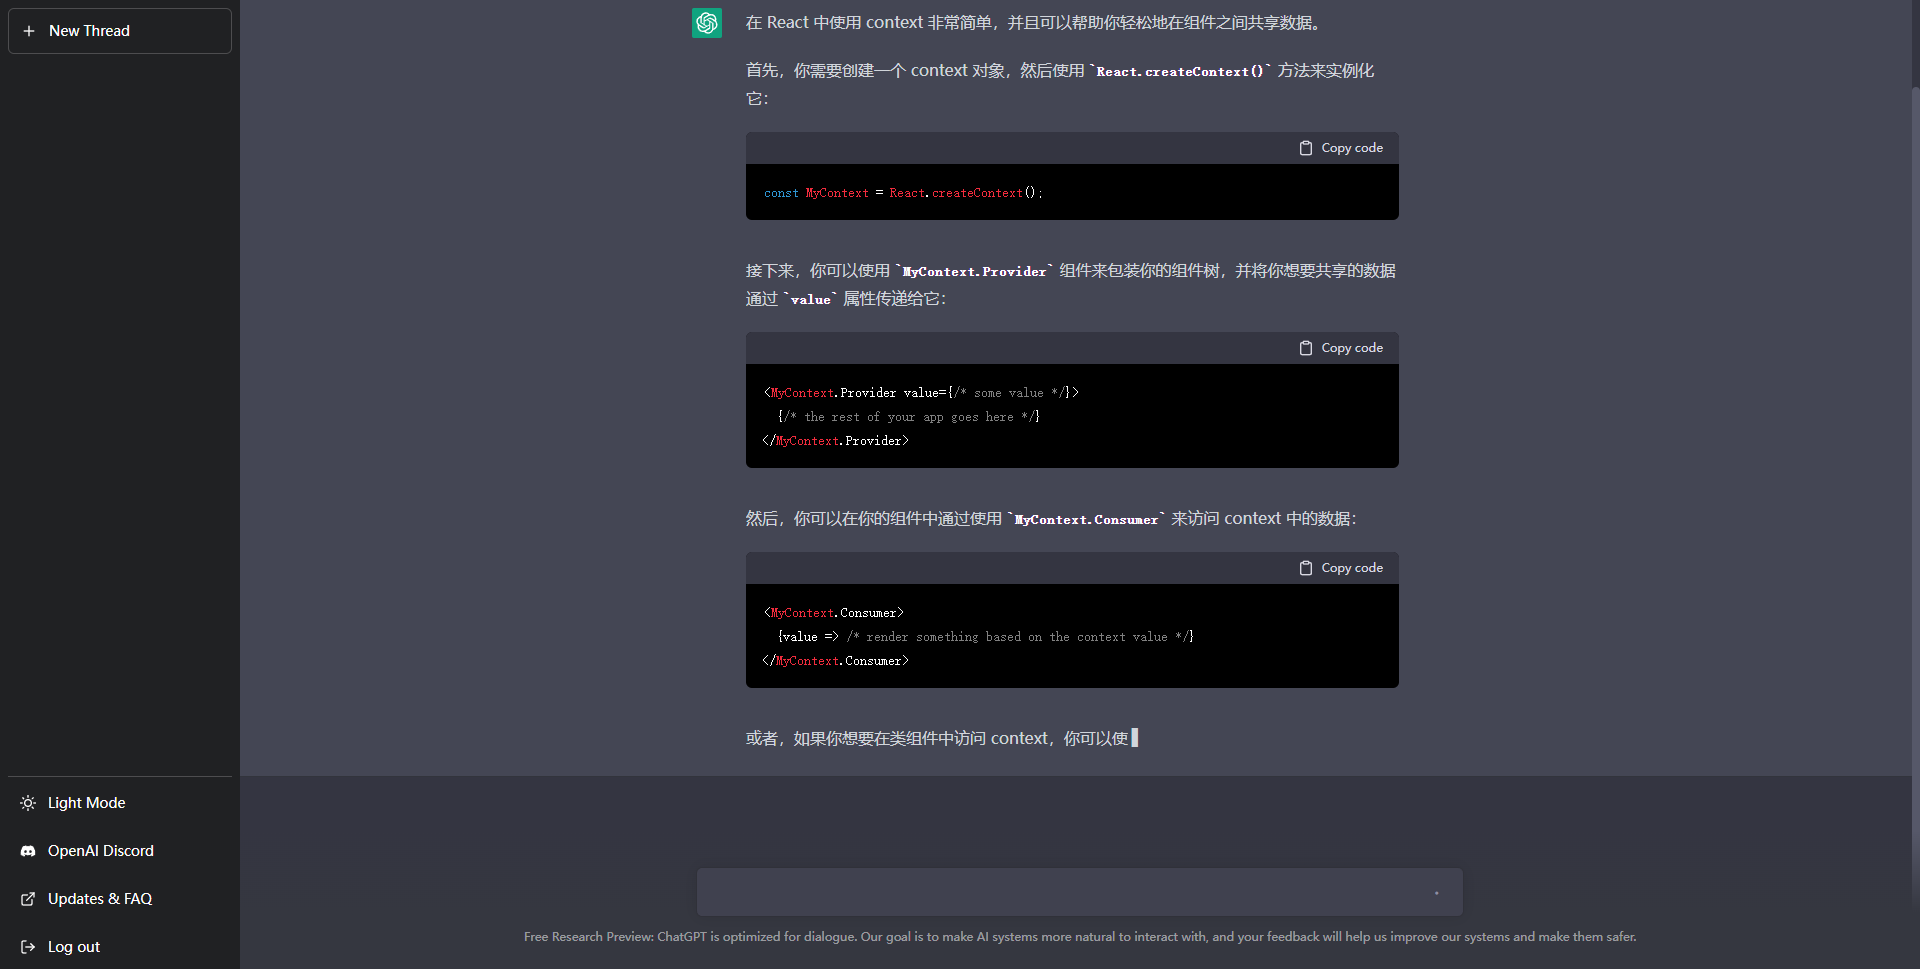 New Thread
在 React 中使用 context 非常简单，并且可以帮助你轻松地在组件之间共享数据。
首先，你需要创建一个 context 对象，然后使用 `React.createContext()` 方法来实例化
它：
Copy code
const MyContext = React.createContext();
接下来，你可以使用 `MyContext.Provider` 组件来包装你的组件树，并将你想要共享的数据
通过 `value` 属性传递给它：
Copy code
<MyContext.Provider value={/* some value */}>
{/* the rest of your app goes here */}
</MyContext.Provider>
然后，你可以在你的组件中通过使用 `MyContext.Consumer` 来访问 context 中的数据：
Copy code
<MyContext.Consumer>
{value => /* render something based on the context value */}
</MyContext.Consumer>
或者，如果你想要在类组件中访问 context，你可以使
Light Mode
OpenAI Discord
Updates & FAQ
Log out
Free Research Preview: ChatGPT is optimized for dialogue. Our goal is to make AI systems more natural to interact with, and your feedback will help us improve our systems and make them safer.